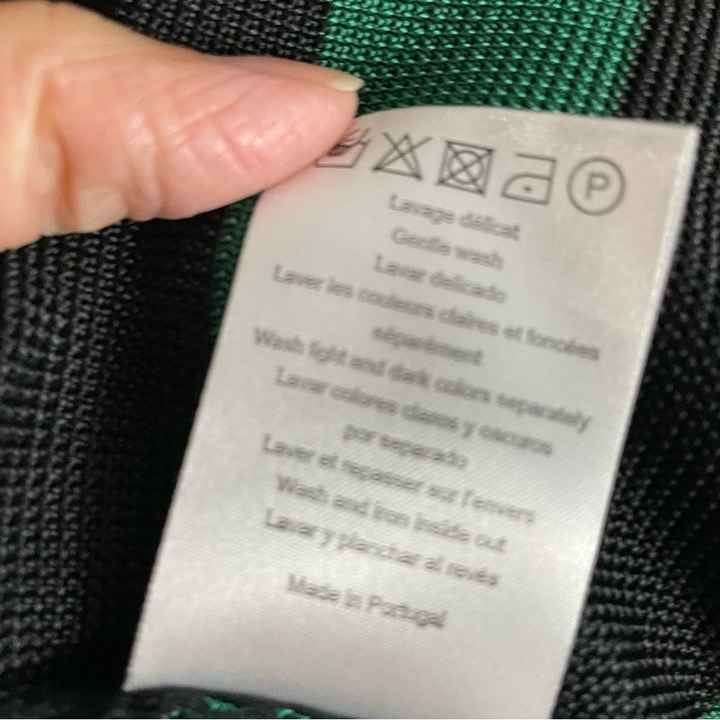 P
Lavage délicat
Gentle wash
Lavar delicado
Laver les couleurs claires et foncées
séparément
Wash light and dark colors separately
Lavar colores claros y oscuros
por separado
Laver et repasser sur l'envers
Wash and iron inside out
Lavar y planchar al revés
Made in Portugal